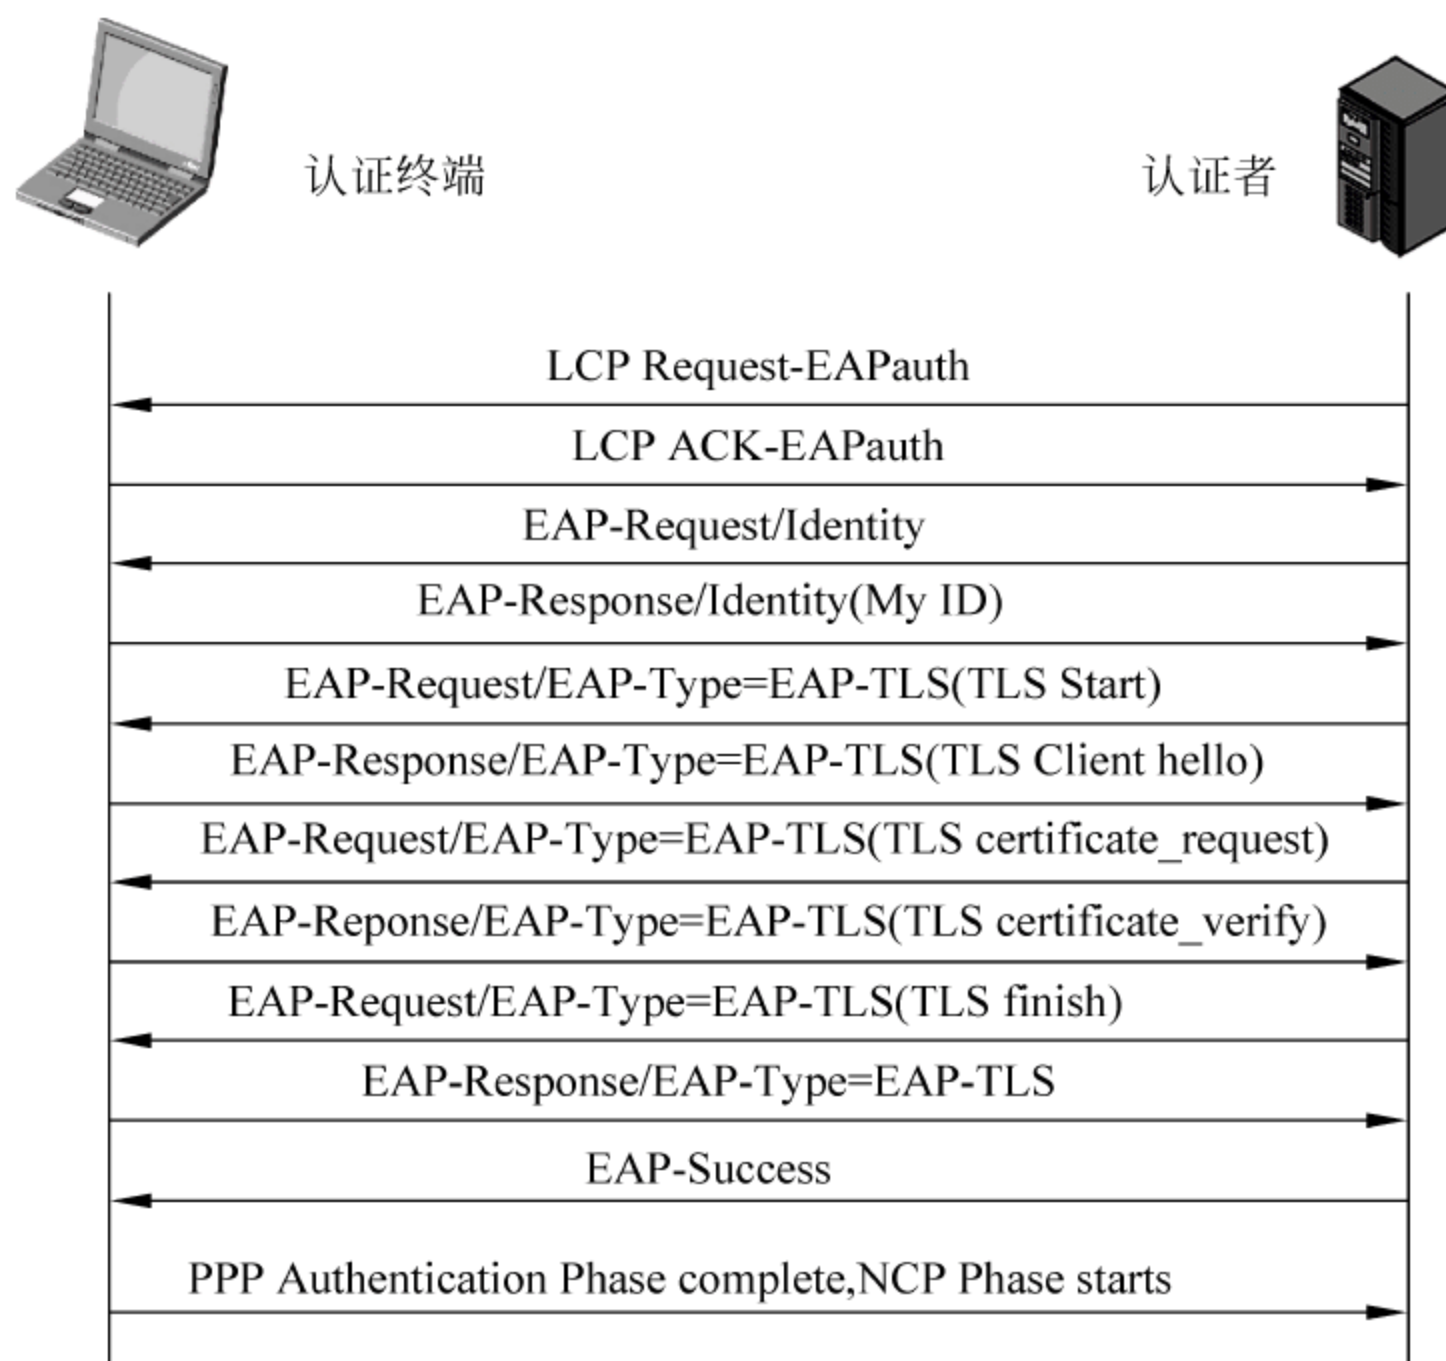 认证终端
认证者
LCP Request-EAPauth
LCP ACK-EAPauth
EAP-Request/Identity
EAP-Response/Identity(My ID)
EAP-Request/EAP-Type=EAP-TLS(TLS Start)
EAP-Response/EAP-Type=EAP-TLS(TLS Client hello)
EAP-Request/EAP-Type=EAP-TLS(TLS certificate_request)
EAP-Reponse/EAP-Type=EAP-TLS(TLS certificate_verify)
EAP-Request/EAP-Type=EAP-TLS(TLS finish)
EAP-Response/EAP-Type=EAP-TLS
EAP-Success
PPP Authentication Phase complete,NCP Phase starts